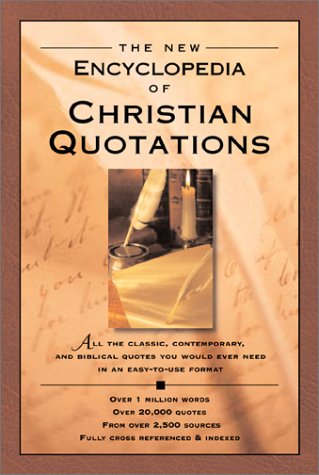 THE NEW
ENCYCLOPEDIA
OF
CHRISTIAN
QUOTATIONS
ALL THE CLASSIC, CONTEMPORARY,
AND BIBLICAL QUOTES YOU WOULD EVER NEED
IN AN EASY-TO-USE FORMAT
OVER 1 MILLION WORDS
OVER 20,000 QUOTES
FROM OVER 2,500 SOURCES
FULLY CROSS REFERENCED & INDEXED